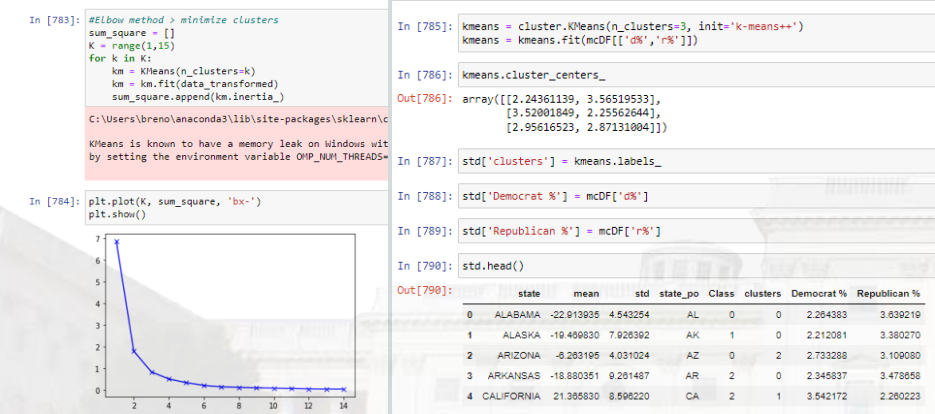 In [783]: #Elbow method > minimize clusters
sum_square = []
K = range(1,15)
for k in K:
km = KMeans(n_clusters=k)
km = km.fit(data_transformed)
sum_square.append(km.inertia_)
C:\Users\breno\anaconda3\lib\site-packages\sklearn\c
KMeans is known to have a memory leak on Windows wit
by setting the environment variable OMP_NUM_THREADS=
In [784]: plt.plot(K, sum_square, 'bx-')
plt.show()
7
6
5
4
3
2
1
0
2 4 6 8 10 12 14
In [785]: kmeans = cluster.KMeans(n_clusters=3, init='k-means++')
kmeans = kmeans.fit(mcDF[['d%','r%']])
In [786]: kmeans.cluster_centers_
Out[786]: array([[2.24361139, 3.56519533],
[3.52001849, 2.25562644],
[2.95616523, 2.87131004]])
In [787]: std['clusters'] = kmeans.labels_
In [788]: std['Democrat %'] = mcDF['d%']
In [789]: std['Republican %'] = mcDF['r%']
In [790]: std.head()
Out[790]:
state mean std state_po Class clusters Democrat % Republican %
0 ALABAMA -22.913935 4.543254 AL 0 0 2.264383 3.639219
1 ALASKA -19.469830 7.926392 AK 1 0 2.212081 3.380270
2 ARIZONA -6.263195 4.031024 AZ 0 2 2.733288 3.109080
3 ARKANSAS -18.880351 9.261487 AR 2 0 2.345837 3.478658
4 CALIFORNIA 21.365830 8.596220 CA 2 1 3.542172 2.260223